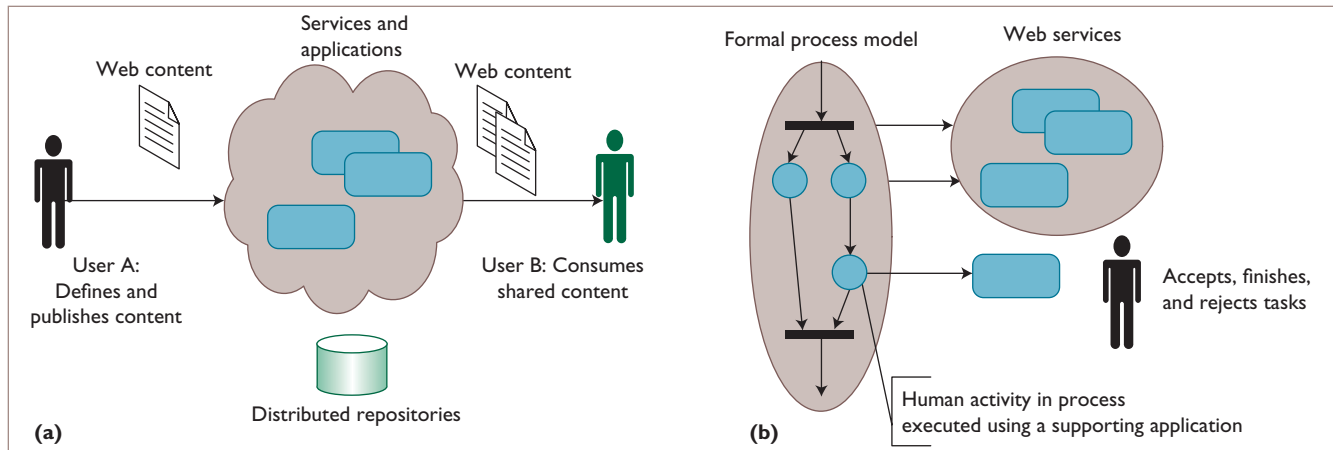 Services and
applications
Web content
Web content
User A:
Defines and
publishes content
User B: Consumes
shared content
Distributed repositories
(a)
Formal process model
Web services
Accepts, finishes,
and rejects tasks
Human activity in process
executed using a supporting application
(b)